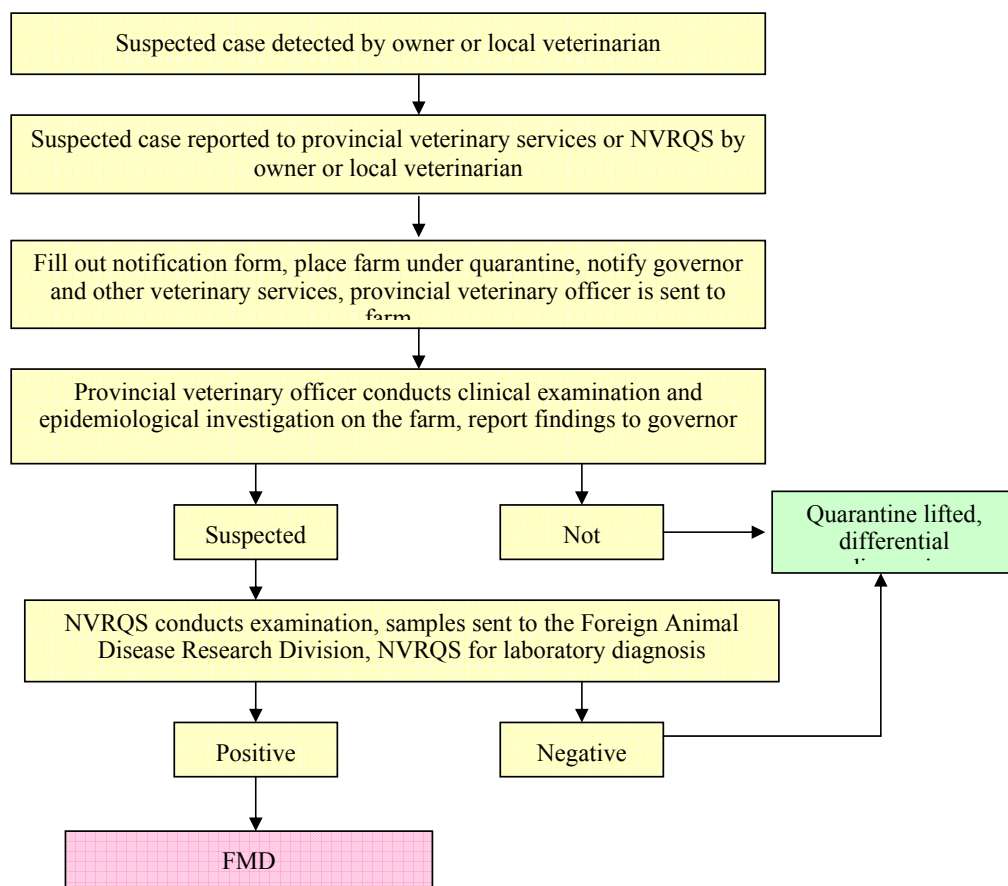 Suspected case detected by owner or local veterinarian
Suspected case reported to provincial veterinary services or NVRQS by
owner or local veterinarian
Fill out notification form, place farm under quarantine, notify governor
and other veterinary services, provincial veterinary officer is sent to
farm
Provincial veterinary officer conducts clinical examination and
epidemiological investigation on the farm, report findings to governor
Suspected
Not
Quarantine lifted,
differential
NVRQS conducts examination, samples sent to the Foreign Animal
Disease Research Division, NVRQS for laboratory diagnosis
Positive
Negative
FMD